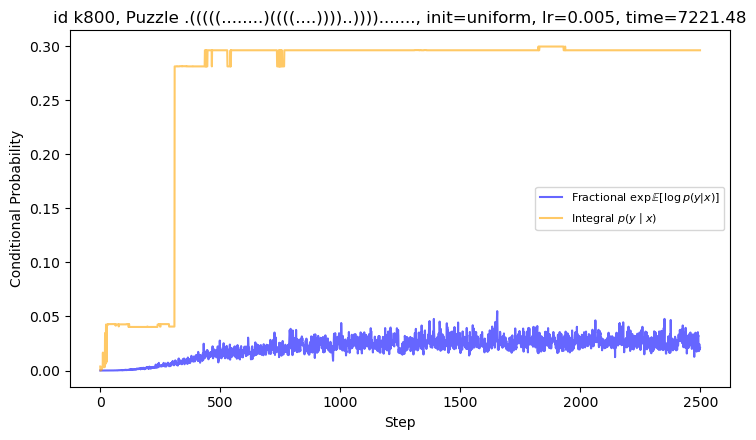 id k800, Puzzle .(((((........)((((....))))..))))......., init=uniform, lr=0.005, time=7221.48
0.30
0.25
0.20
0.15
0.10
0.05
0.00
Conditional Probability
Fractional exp𝔼[log p(y|x)]
Integral p(y | x)
0
500
1000
1500
2000
2500
Step